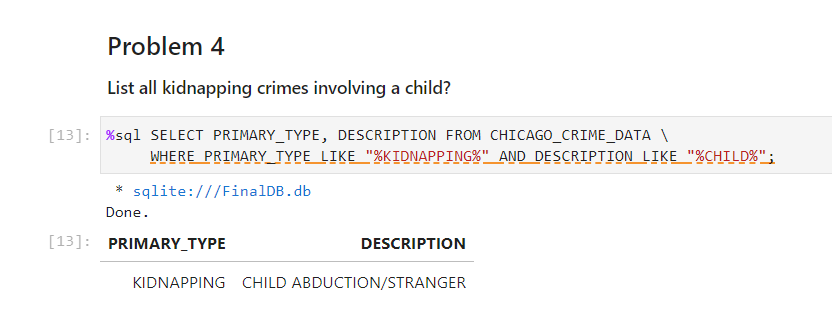 Problem 4
List all kidnapping crimes involving a child?
[13]: %sql SELECT PRIMARY_TYPE, DESCRIPTION FROM CHICAGO_CRIME_DATA \
WHERE PRIMARY_TYPE LIKE "%KIDNAPPING%" AND DESCRIPTION LIKE "%CHILD%";
* sqlite:///FinalDB.db
Done.
[13]: PRIMARY_TYPE DESCRIPTION
KIDNAPPING CHILD ABDUCTION/STRANGER